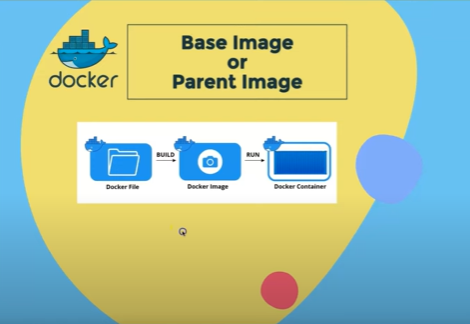 docker
Base Image
or
Parent Image
BUILD
RUN
Docker File
Docker Image
Docker Container